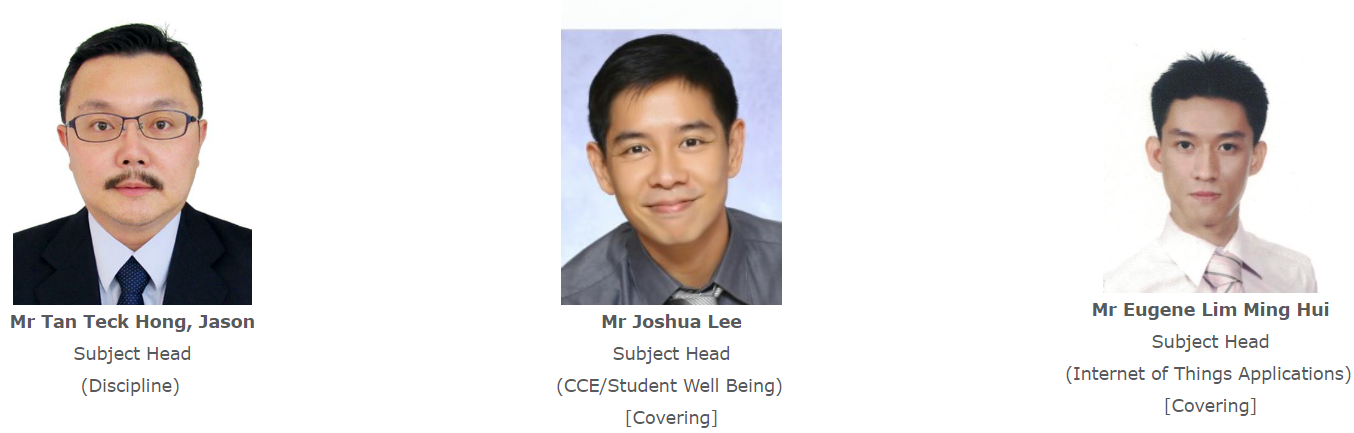 Mr Tan Teck Hong, Jason
Subject Head
(Discipline)
Mr Joshua Lee
Subject Head
(CCE/Student Well Being)
[Covering]
Mr Eugene Lim Ming Hui
Subject Head
(Internet of Things Applications)
[Covering]